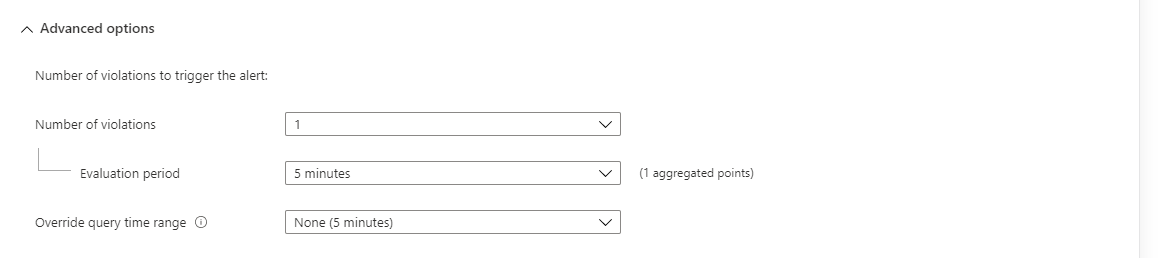 Advanced options
Number of violations to trigger the alert:
Number of violations 1
Evaluation period 5 minutes (1 aggregated points)
Override query time range None (5 minutes)